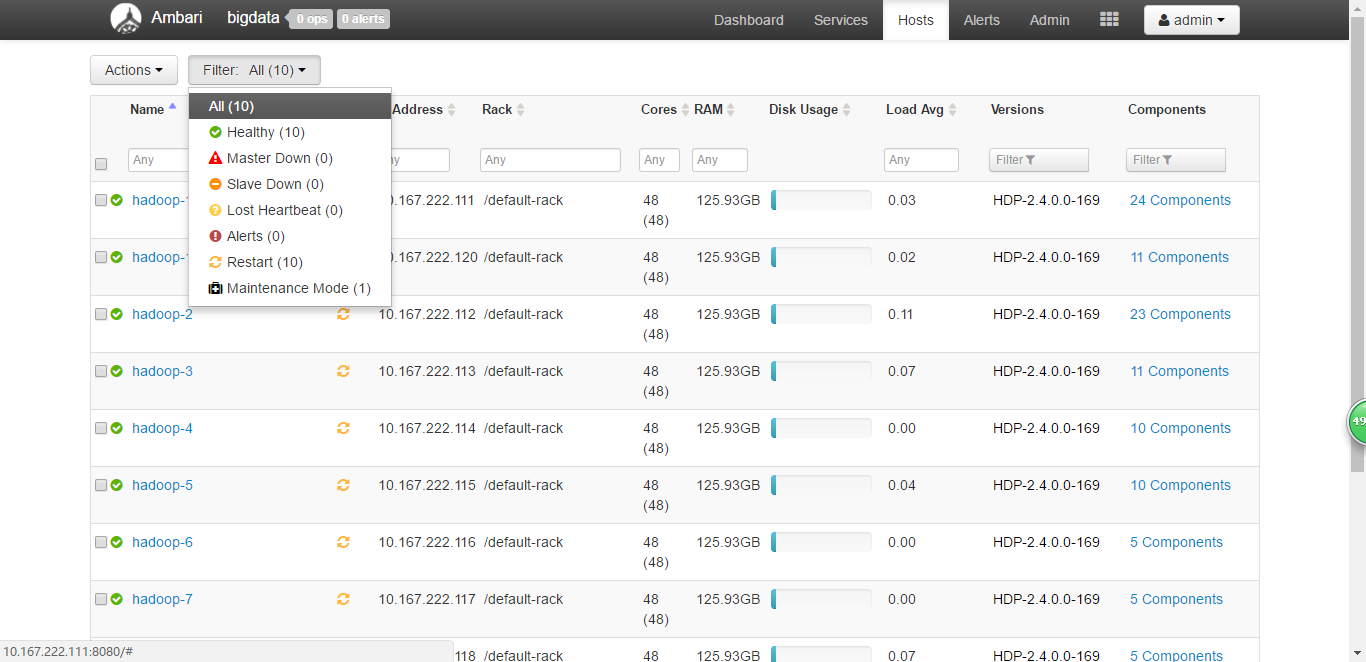 Ambari bigdata 0 ops 0 alerts Dashboard Services Hosts Alerts Admin admin
Actions Filter: All (10)
Name Address Rack Cores RAM Disk Usage Load Avg Versions Components
All (10)
Healthy (10)
Master Down (0)
Slave Down (0)
Lost Heartbeat (0)
Alerts (0)
Restart (10)
Maintenance Mode (1)
Any Any Any Any Any Filter Filter
hadoop- .167.222.111 /default-rack 48 125.93GB 0.03 HDP-2.4.0.0-169 24 Components
(48)
hadoop- .167.222.120 /default-rack 48 125.93GB 0.02 HDP-2.4.0.0-169 11 Components
(48)
hadoop-2 10.167.222.112 /default-rack 48 125.93GB 0.11 HDP-2.4.0.0-169 23 Components
(48)
hadoop-3 10.167.222.113 /default-rack 48 125.93GB 0.07 HDP-2.4.0.0-169 11 Components
(48)
hadoop-4 10.167.222.114 /default-rack 48 125.93GB 0.00 HDP-2.4.0.0-169 10 Components
(48)
hadoop-5 10.167.222.115 /default-rack 48 125.93GB 0.04 HDP-2.4.0.0-169 10 Components
(48)
hadoop-6 10.167.222.116 /default-rack 48 125.93GB 0.00 HDP-2.4.0.0-169 5 Components
(48)
hadoop-7 10.167.222.117 /default-rack 48 125.93GB 0.00 HDP-2.4.0.0-169 5 Components
(48)
118 /default-rack 48 125.93GB 0.07 HDP-2.4.0.0-169 5 Components
10.167.222.111:8080/#
49